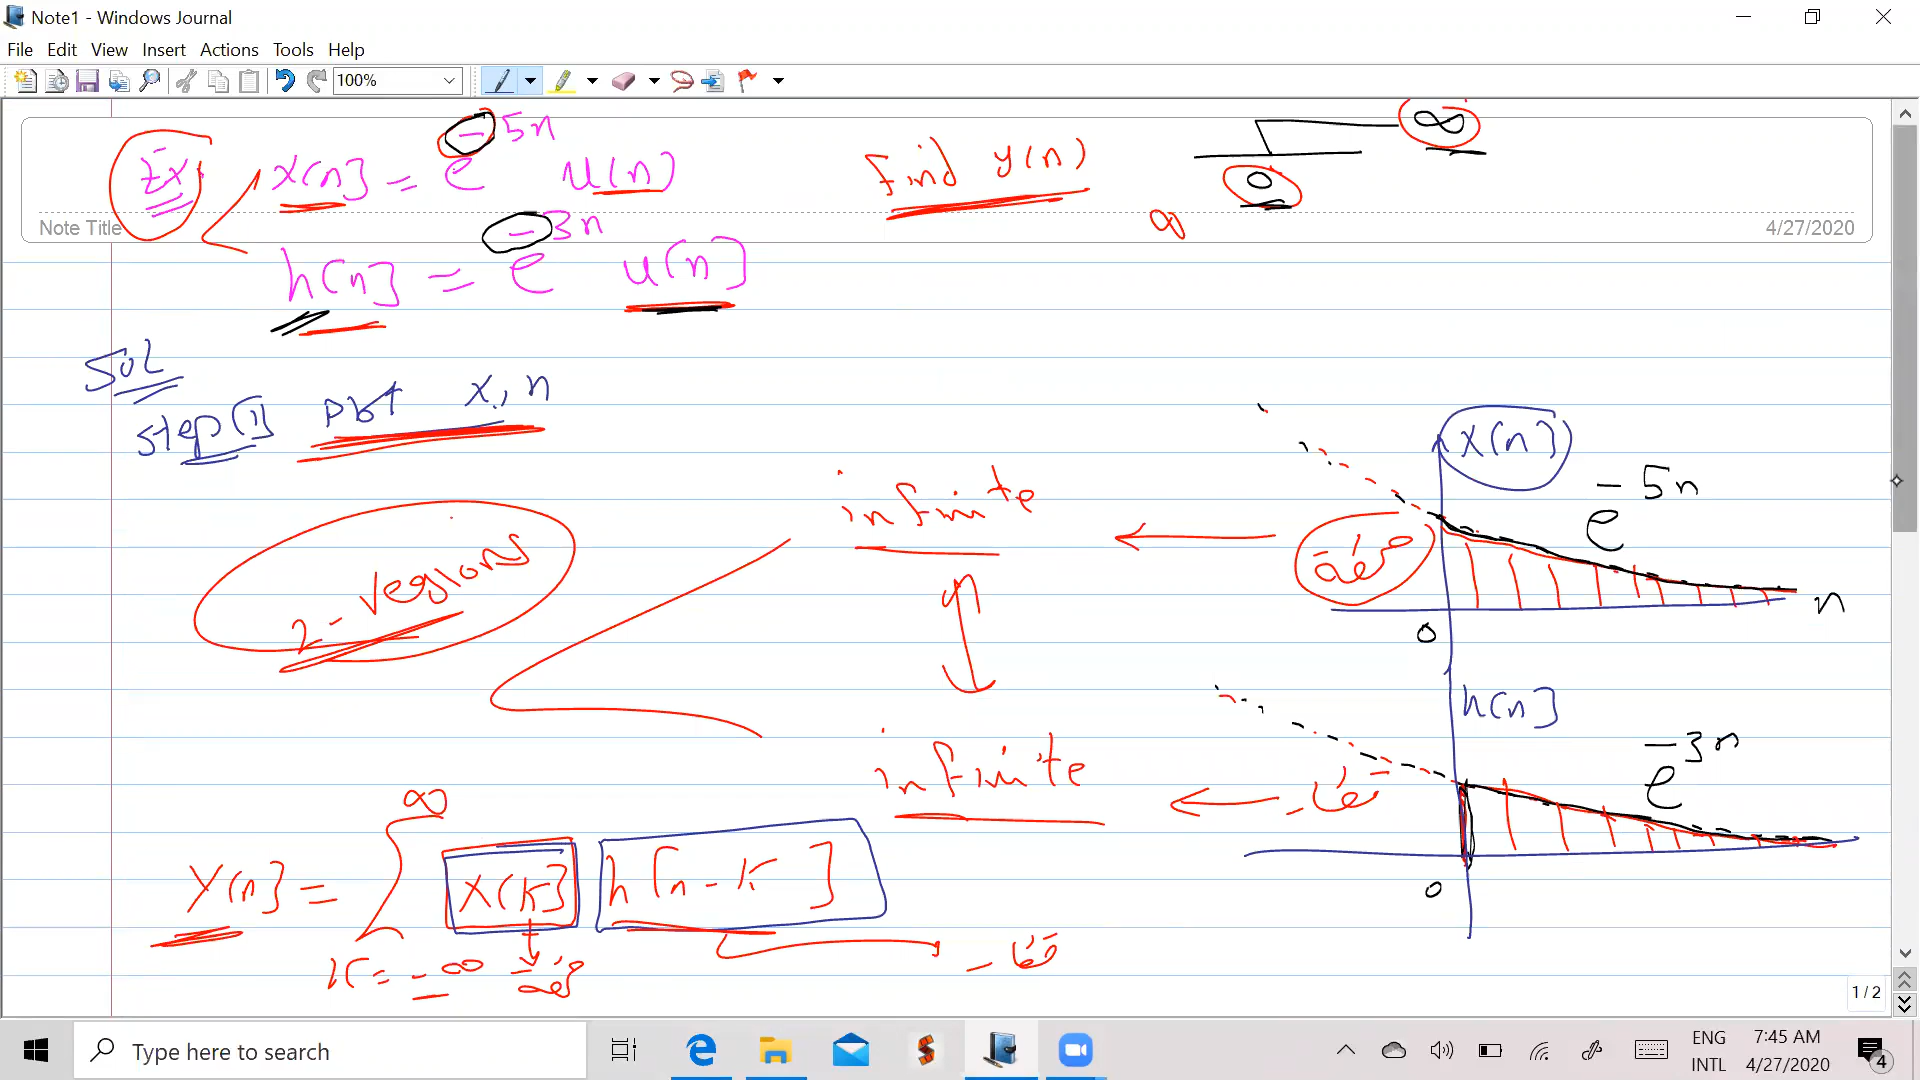 Note1 - Windows Journal
File Edit View Insert Actions Tools Help
100%
Ex x[n] = e^-5n u(n)
find y(n)
∞
0
∞
Note Title
4/27/2020
h[n] = e^-3n u[n]
Sol
step[1] plot x, n
x[n]
e^-5n
infinite
n
0
2-regions
h[n]
e^-3n
infinite
0
y[n] = ∞ Σ k=-∞ x[k] h[n-k]
1 / 2
Type here to search
ENG 7:45 AM
INTL 4/27/2020
4